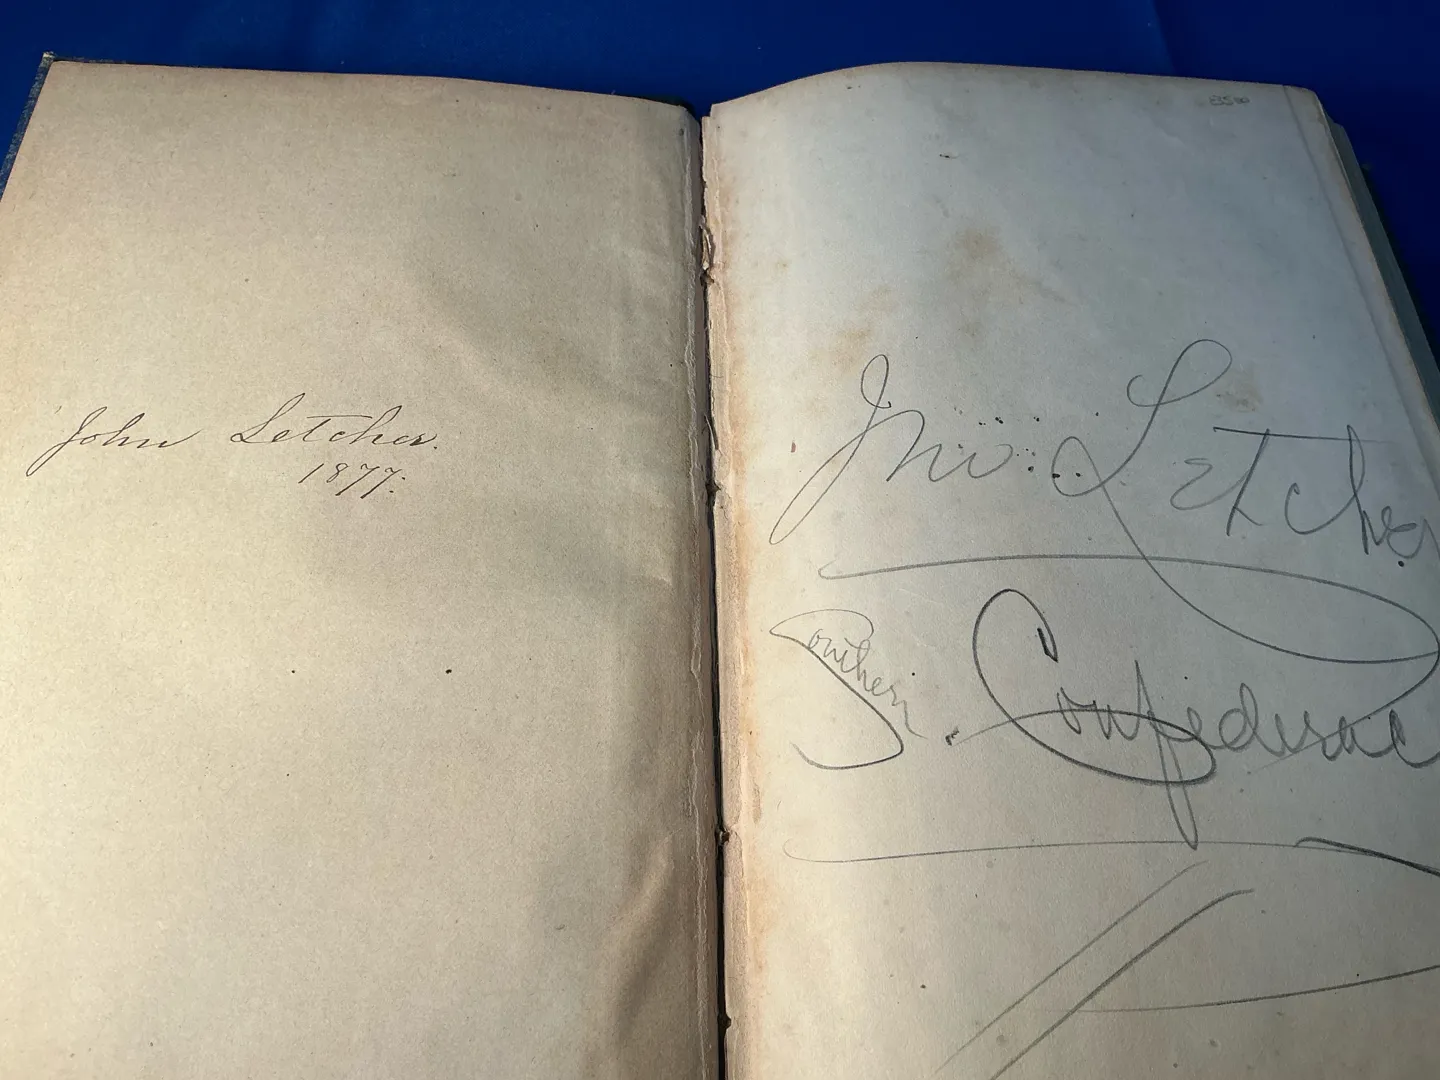 John Letcher.
1877.
Jno. Letcher
Southern Confederac